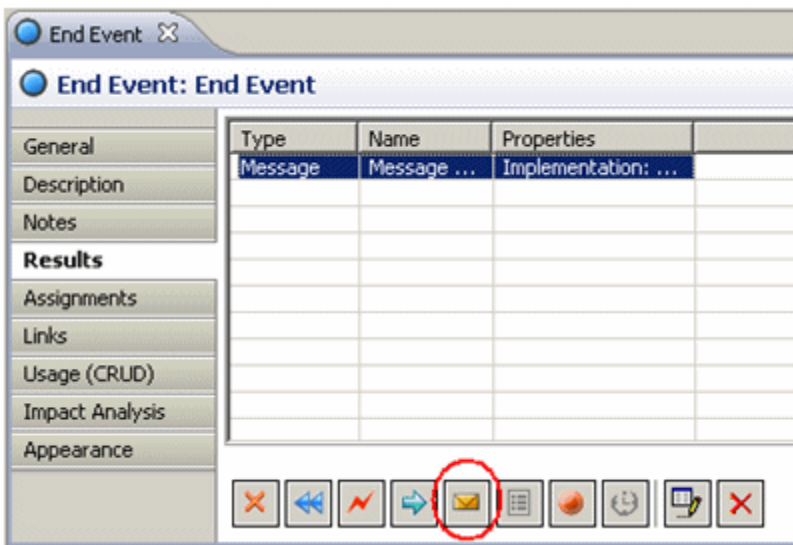 End Event
End Event: End Event
General
Description
Notes
Results
Assignments
Links
Usage (CRUD)
Impact Analysis
Appearance
Type Name Properties
Message Message ... Implementation: ...